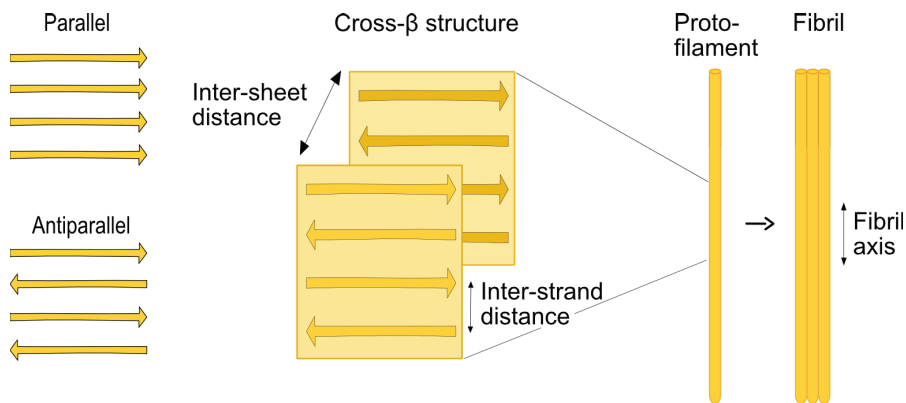 Parallel
Antiparallel
Cross-β structure
Inter-sheet
distance
Inter-strand
distance
Proto-
filament
Fibril
Fibril
axis